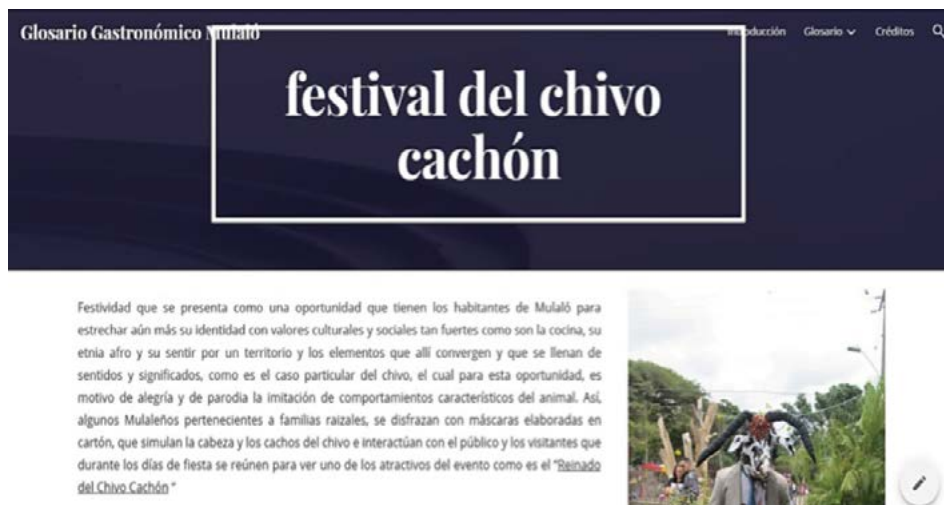 Glosario Gastronómico Mulaló
Introducción Glosario Créditos
festival del chivo
cachón
Festividad que se presenta como una oportunidad que tienen los habitantes de Mulaló para
estrechar aún más su identidad con valores culturales y sociales tan fuertes como son la cocina, su
etnia afro y su sentir por un territorio y los elementos que allí convergen y que se llenan de
sentidos y significados, como es el caso particular del chivo, el cual para esta oportunidad, es
motivo de alegría y de parodia la imitación de comportamientos característicos del animal. Así,
algunos Mulaleños pertenecientes a familias raizales, se disfrazan con máscaras elaboradas en
cartón, que simulan la cabeza y los cachos del chivo e interactúan con el público y los visitantes que
durante los días de fiesta se reúnen para ver uno de los atractivos del evento como es el "Reinado
del Chivo Cachón "